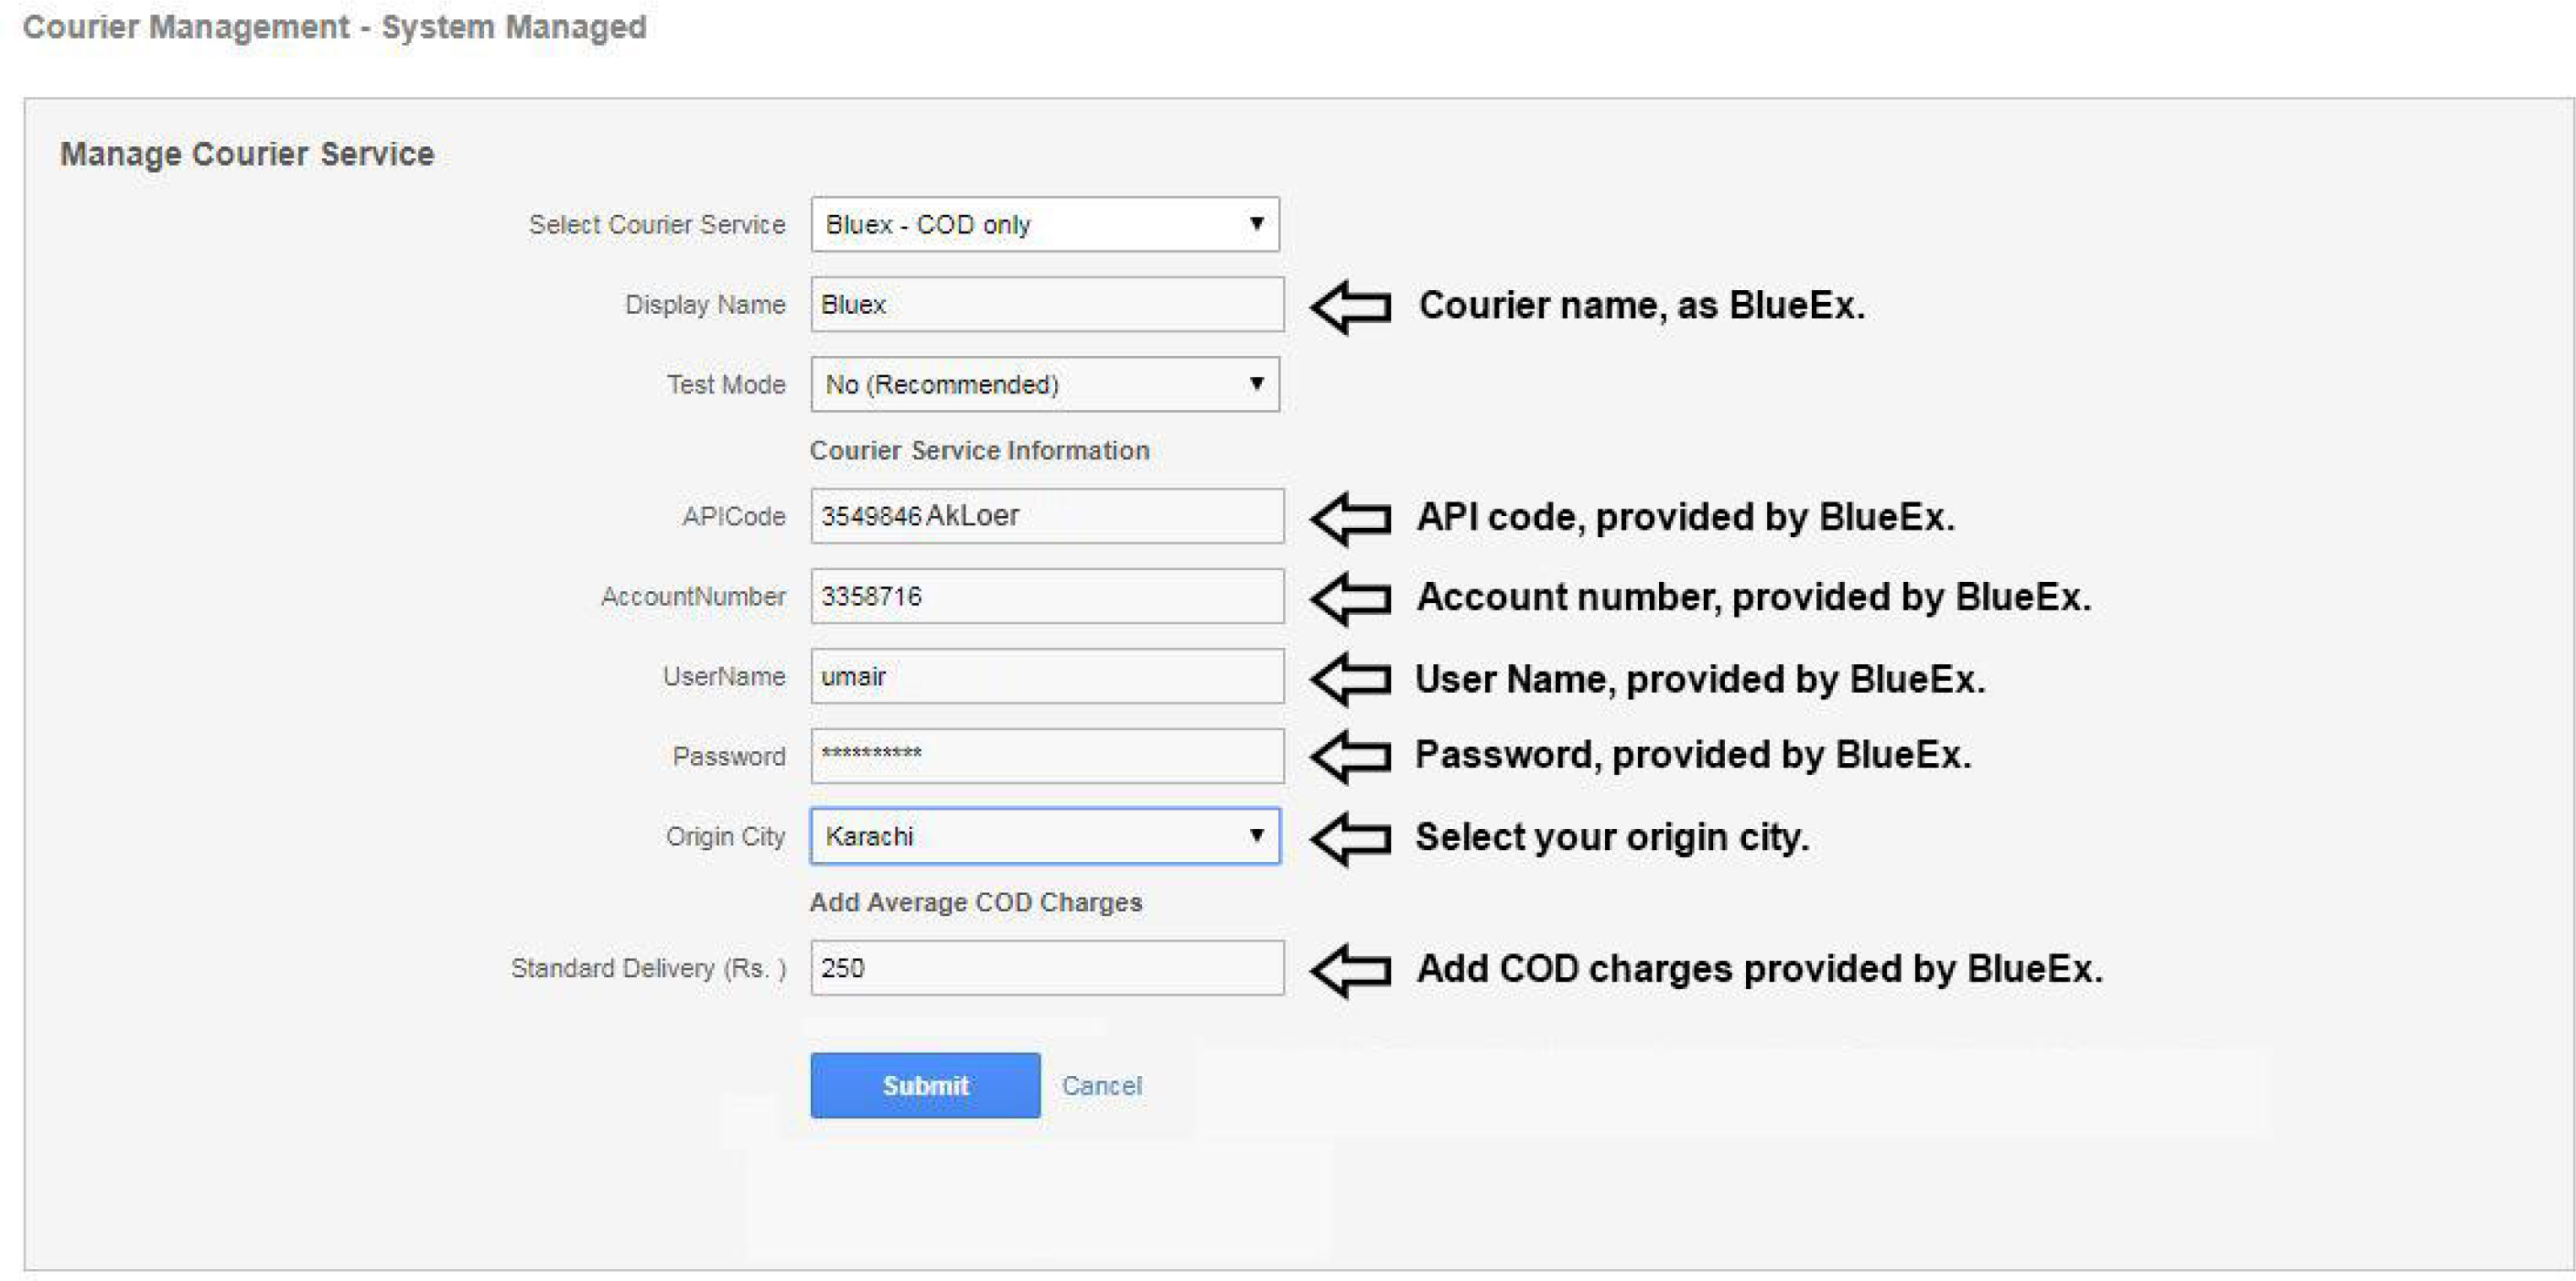 Courier Management - System Managed
Manage Courier Service
Select Courier Service Bluex - COD only
Display Name Bluex Courier name, as BlueEx.
Test Mode No (Recommended)
Courier Service Information
APICode 3549846AkLoer API code, provided by BlueEx.
AccountNumber 3358716 Account number, provided by BlueEx.
UserName umair User Name, provided by BlueEx.
Password ********** Password, provided by BlueEx.
Origin City Karachi Select your origin city.
Add Average COD Charges
Standard Delivery (Rs. ) 250 Add COD charges provided by BlueEx.
Submit Cancel